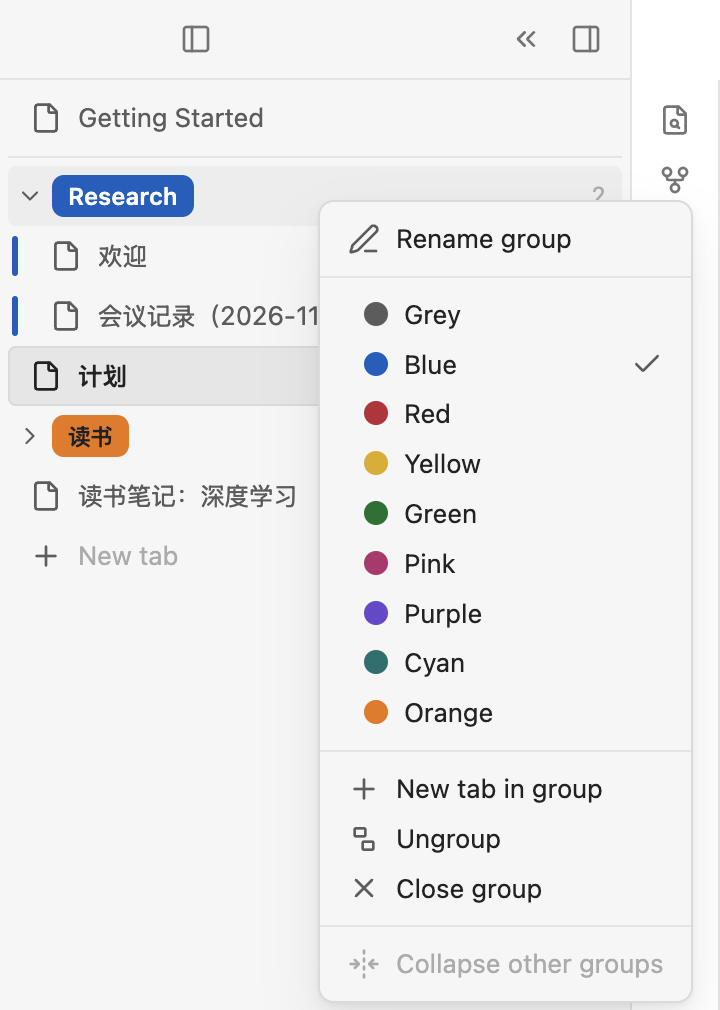 Getting Started
Research
2
欢迎
会议记录（2026-11
计划
读书
读书笔记：深度学习
New tab
Rename group
Grey
Blue
Red
Yellow
Green
Pink
Purple
Cyan
Orange
New tab in group
Ungroup
Close group
Collapse other groups